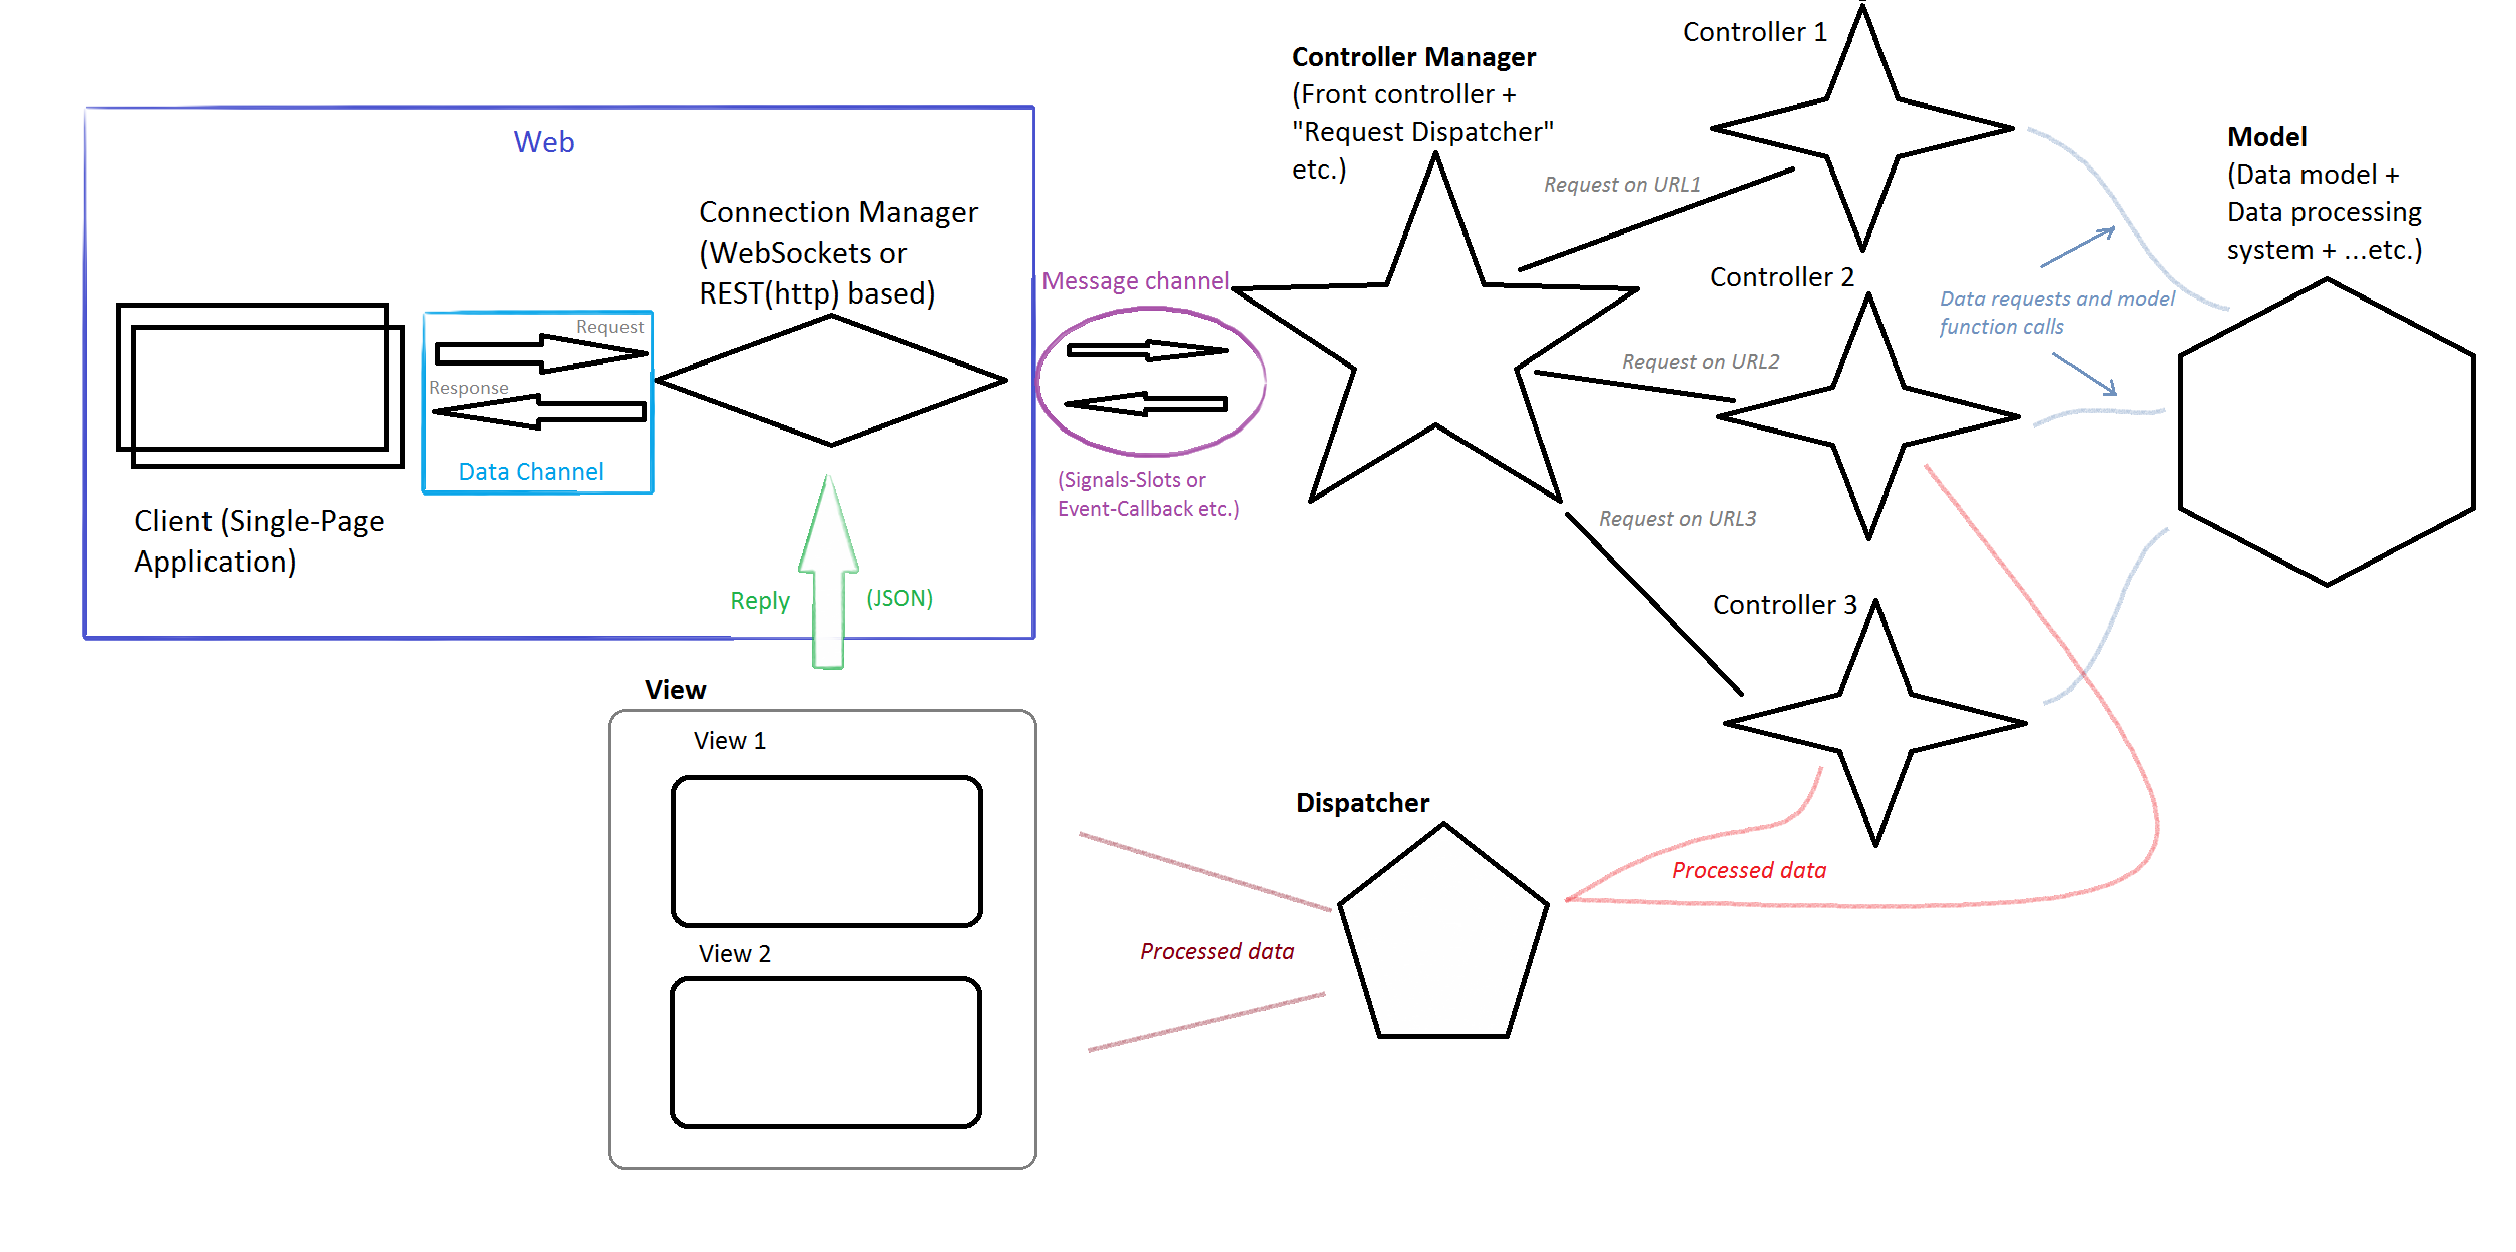 Controller 1
Controller Manager
(Front controller +
"Request Dispatcher"
etc.)
Web
Model
(Data model +
Data processing
system + ...etc.)
Request on URL1
Connection Manager
(WebSockets or
REST(http) based)
Message channel
Controller 2
Data requests and model
function calls
Request
Response
Request on URL2
Data Channel
(Signals-Slots or
Event-Callback etc.)
Client (Single-Page
Application)
Request on URL3
Reply
(JSON)
Controller 3
View
View 1
Dispatcher
Processed data
View 2
Processed data